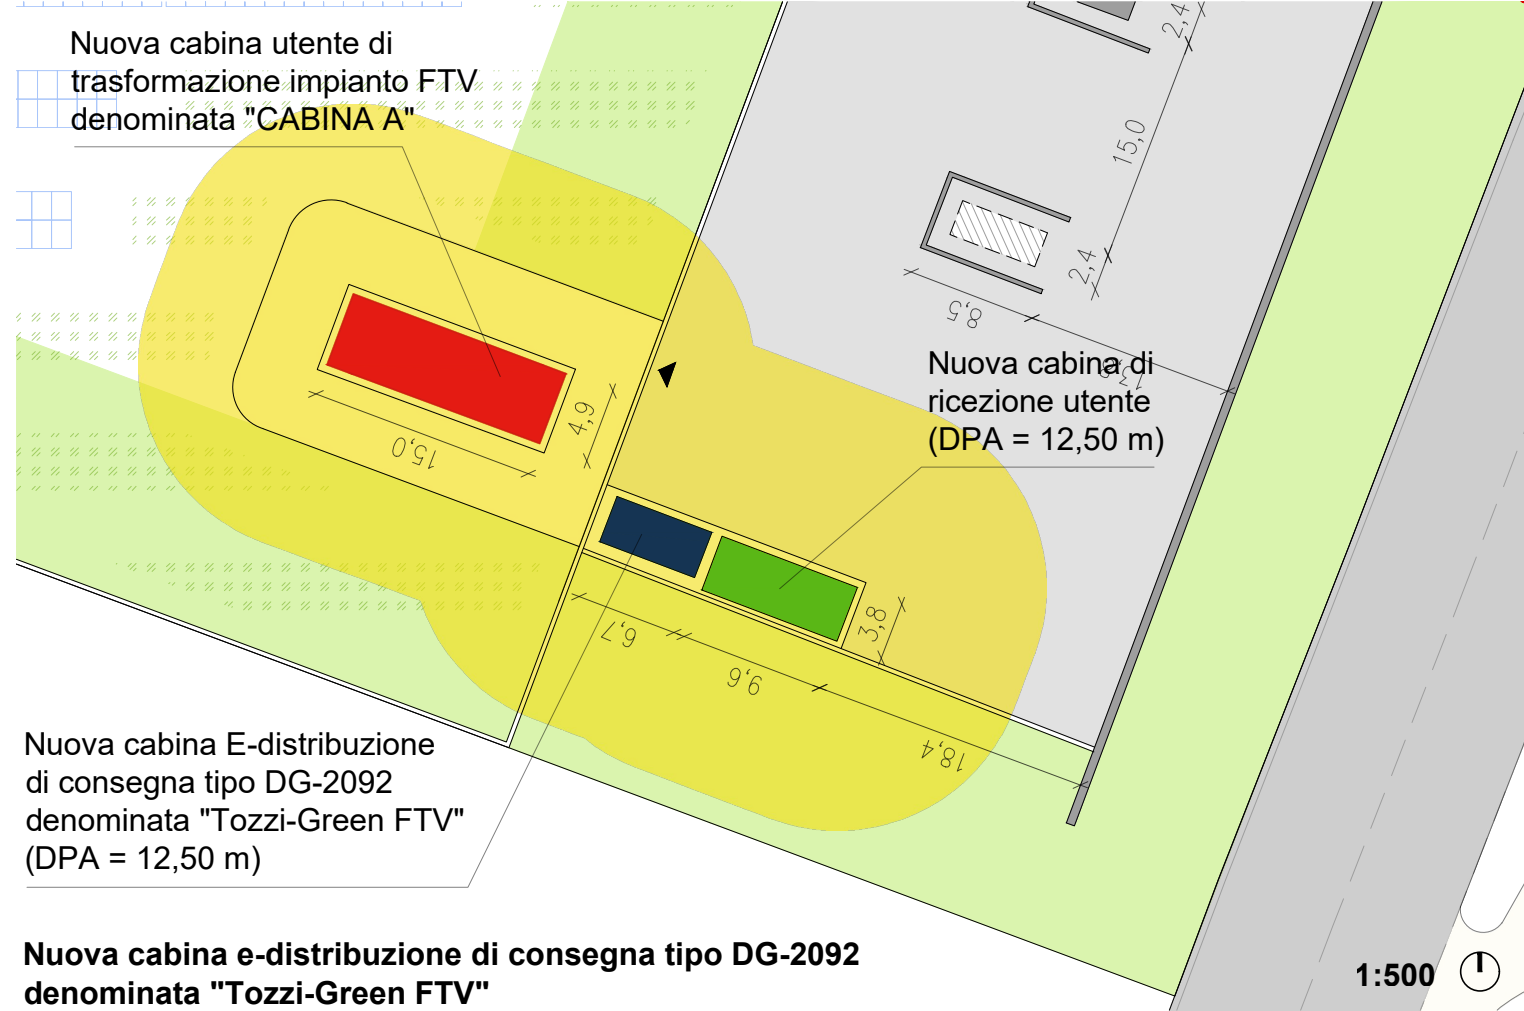 Nuova cabina utente di
trasformazione impianto FTV
denominata "CABINA A"
2,4
15,0
2,4
8,5
13,8
Nuova cabina di
ricezione utente
(DPA = 12,50 m)
4,9
15,0
3,8
6,7
9,6
18,4
Nuova cabina E-distribuzione
di consegna tipo DG-2092
denominata "Tozzi-Green FTV"
(DPA = 12,50 m)
Nuova cabina e-distribuzione di consegna tipo DG-2092
denominata "Tozzi-Green FTV"
1:500